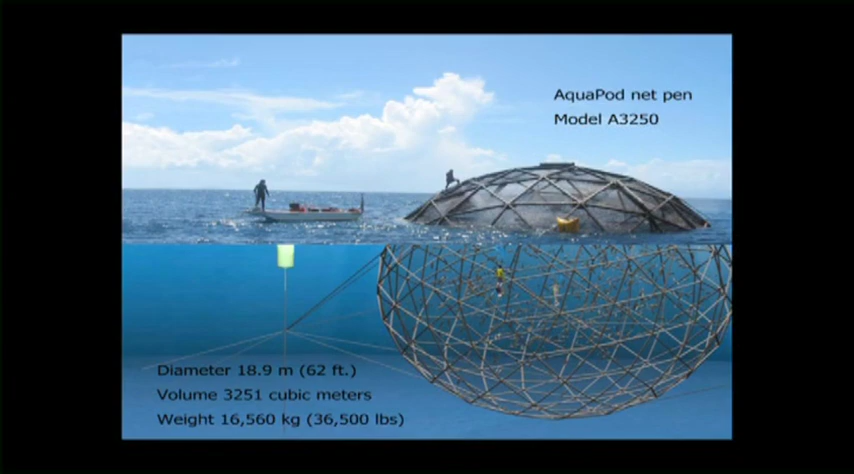 AquaPod net pen
Model A3250
Diameter 18.9 m (62 ft.)
Volume 3251 cubic meters
Weight 16,560 kg (36,500 lbs)